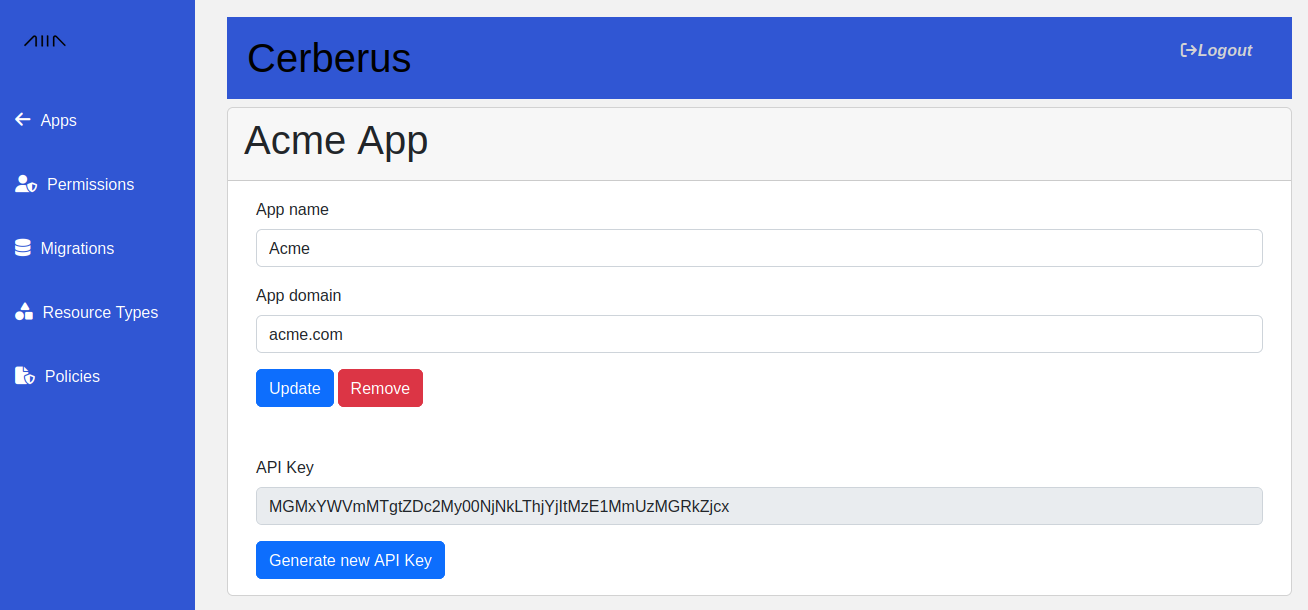 Cerberus
Logout
Apps
Permissions
Migrations
Resource Types
Policies
Acme App
App name
Acme
App domain
acme.com
Update Remove
API Key
MGMxYWVmMTgtZDc2My00NjNkLThjYjItMzE1MmUzMGRkZjcx
Generate new API Key